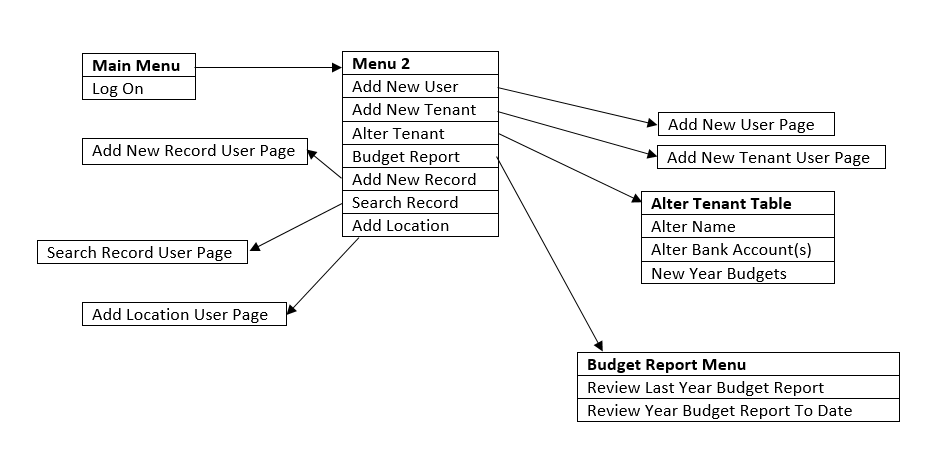 Main Menu
Log On
Menu 2
Add New User
Add New Tenant
Alter Tenant
Budget Report
Add New Record
Search Record
Add Location
Add New Record User Page
Search Record User Page
Add Location User Page
Add New User Page
Add New Tenant User Page
Alter Tenant Table
Alter Name
Alter Bank Account(s)
New Year Budgets
Budget Report Menu
Review Last Year Budget Report
Review Year Budget Report To Date